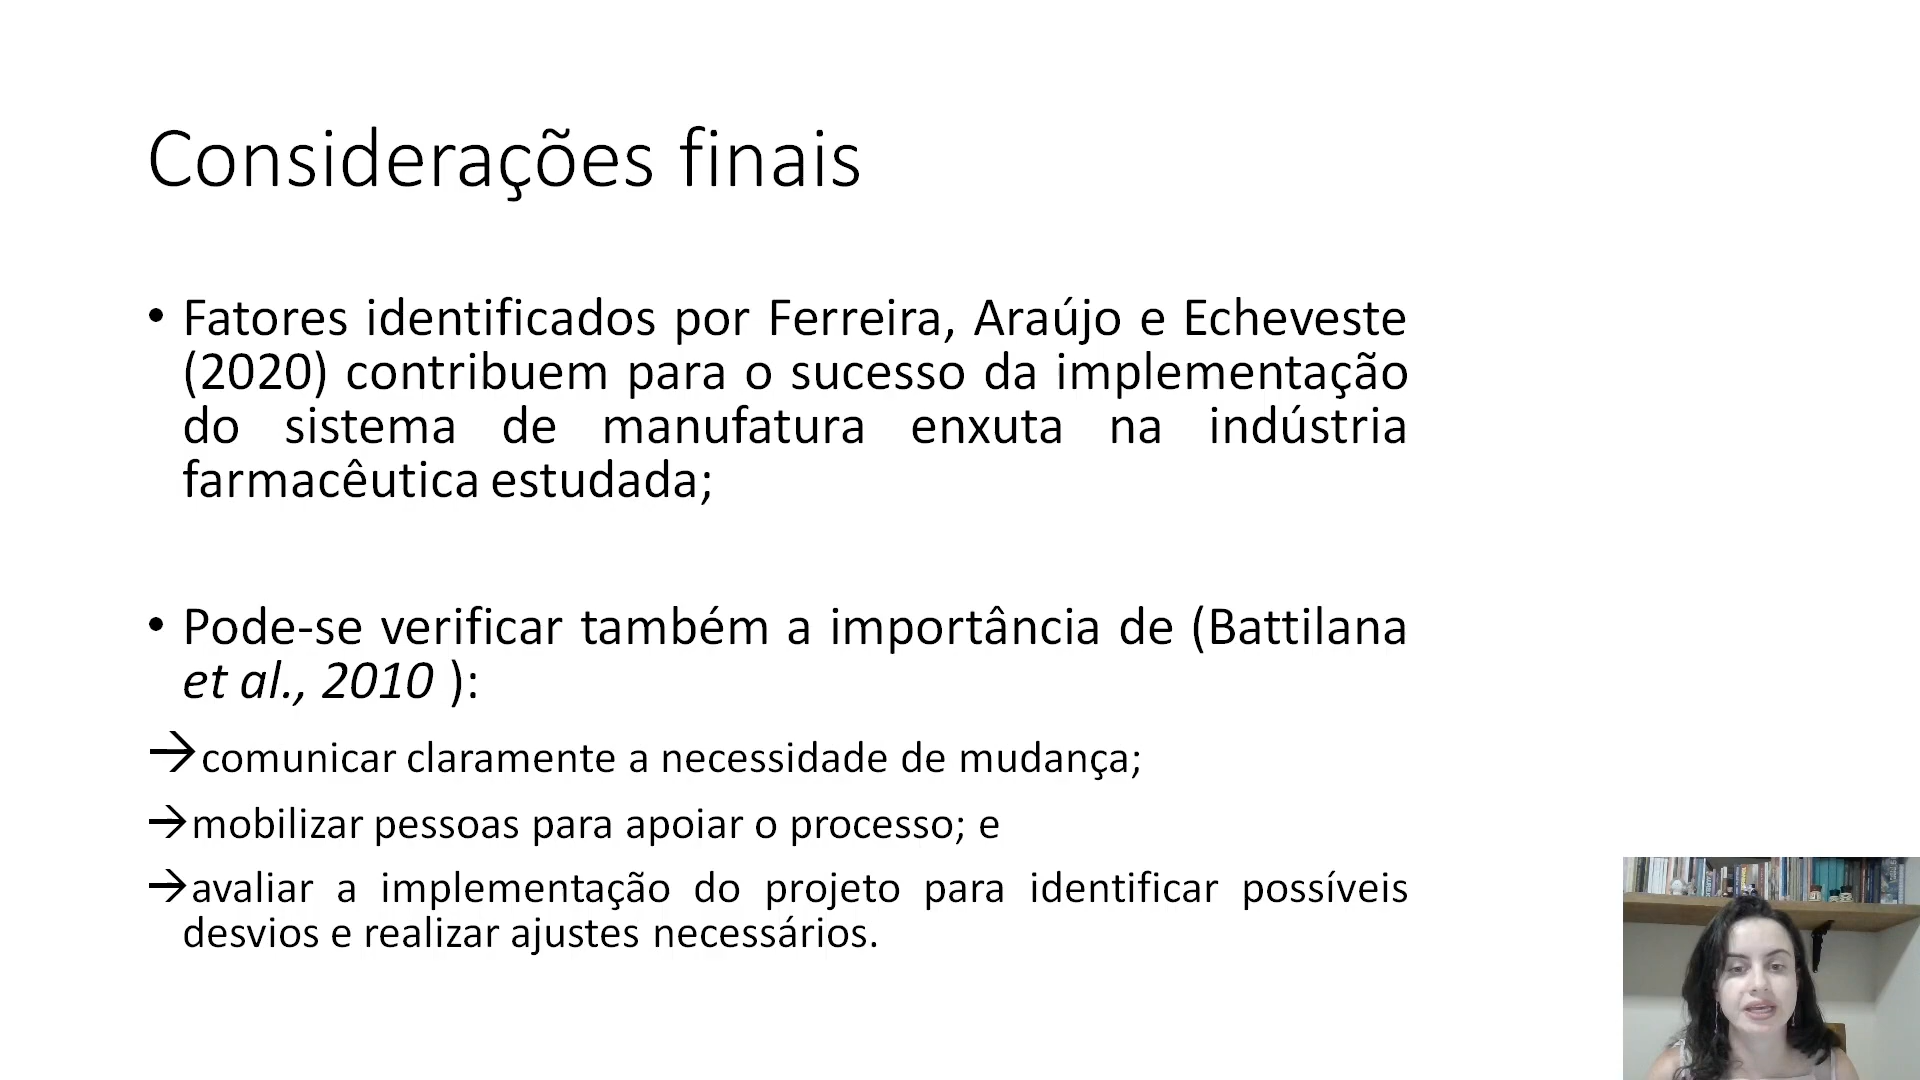 Considerações finais
• Fatores identificados por Ferreira, Araújo e Echeveste
(2020) contribuem para o sucesso da implementação
do sistema de manufatura enxuta na indústria
farmacêutica estudada;
• Pode-se verificar também a importância de (Battilana
et al., 2010 ):
→comunicar claramente a necessidade de mudança;
→mobilizar pessoas para apoiar o processo; e
→avaliar a implementação do projeto para identificar possíveis
desvios e realizar ajustes necessários.